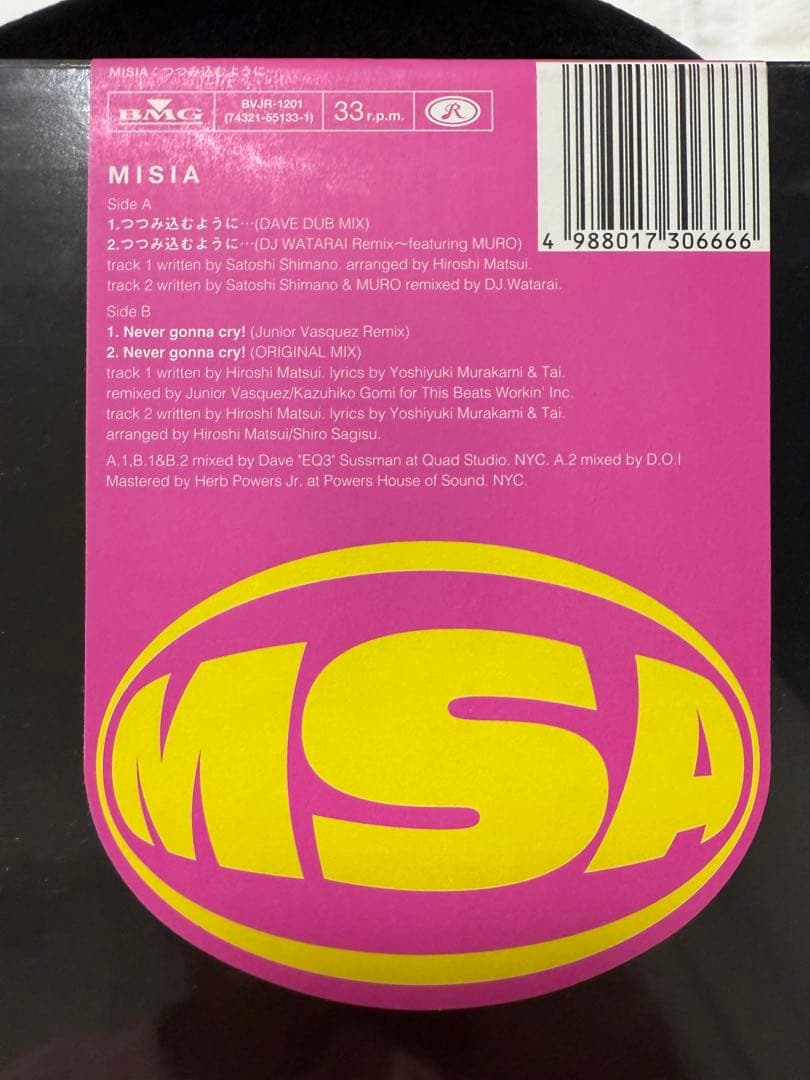 MISIA:つつみ込むように…
BMG
BVJR-1201
(74321-55133-1)
33 r.p.m.
R
4 988017 306666
MISIA
Side A
1.つつみ込むように…(DAVE DUB MIX)
2.つつみ込むように…(DJ WATARAI Remix〜featuring MURO)
track 1 written by Satoshi Shimano. arranged by Hiroshi Matsui.
track 2 written by Satoshi Shimano & MURO remixed by DJ.Watarai.
Side B
1. Never gonna cry! (Junior Vasquez Remix)
2. Never gonna cry! (ORIGINAL MIX)
track 1 written by Hiroshi Matsui. lyrics by Yoshiyuki Murakami & Tai.
remixed by Junior Vasquez/Kazuhiko Gomi for This Beats Workin' Inc.
track 2 written by Hiroshi Matsui. lyrics by Yoshiyuki Murakami & Tai.
arranged by Hiroshi Matsui/Shiro Sagisu.
A.1,B.1&B.2 mixed by Dave "EQ3" Sussman at Quad Studio. NYC. A.2 mixed by D.O.I
Mastered by Herb Powers Jr. at Powers House of Sound. NYC.
MSA